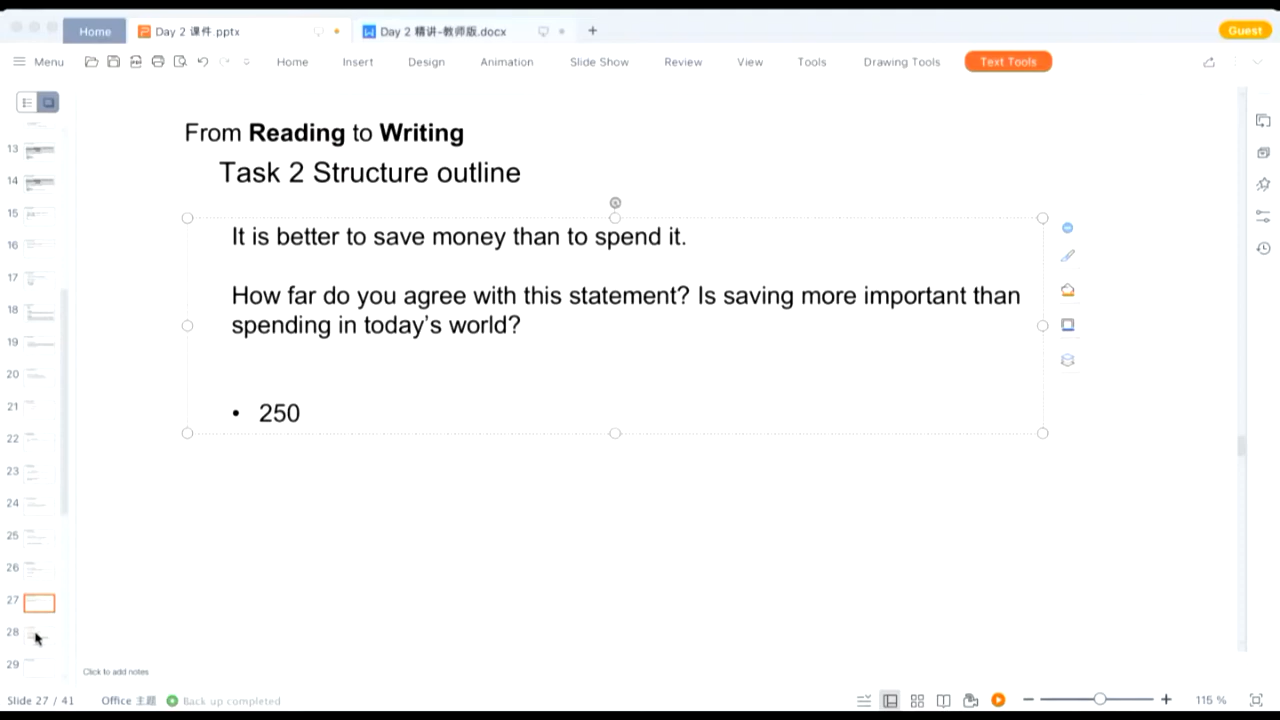 Home
Day 2 课件.pptx
Day 2 精讲-教师版.docx
Guest
Menu
Home
Insert
Design
Animation
Slide Show
Review
View
Tools
Drawing Tools
Text Tools
From Reading to Writing
Task 2 Structure outline
It is better to save money than to spend it.
How far do you agree with this statement? Is saving more important than
spending in today’s world?
• 250
13
14
15
16
17
18
19
20
21
22
23
24
25
26
27
28
29
Click to add notes
Slide 27 / 41
Office 主题
Back up completed
115 %